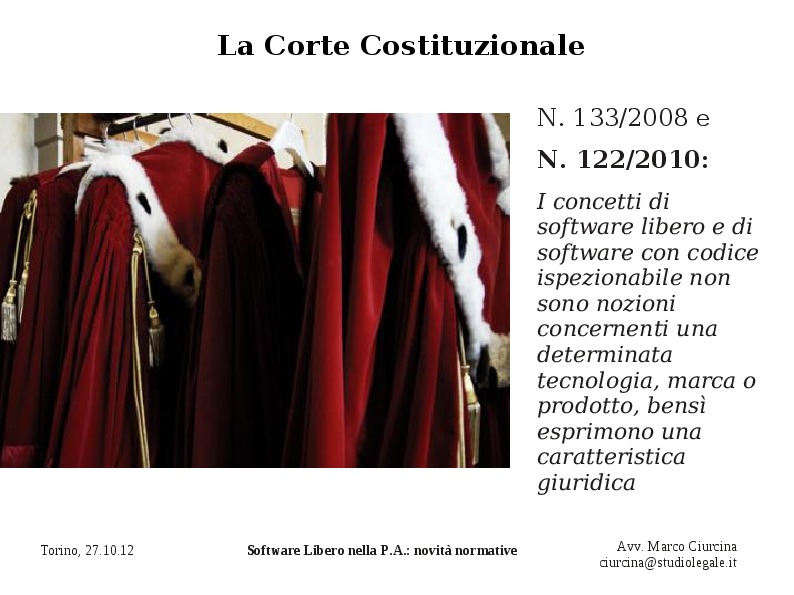 La Corte Costituzionale
N. 133/2008 e
N. 122/2010:
I concetti di
software libero e di
software con codice
ispezionabile non
sono nozioni
concernenti una
determinata
tecnologia, marca o
prodotto, bensì
esprimono una
caratteristica
giuridica
Torino, 27.10.12
Software Libero nella P.A.: novità normative
Avv. Marco Ciurcina
ciurcina@studiolegale.it